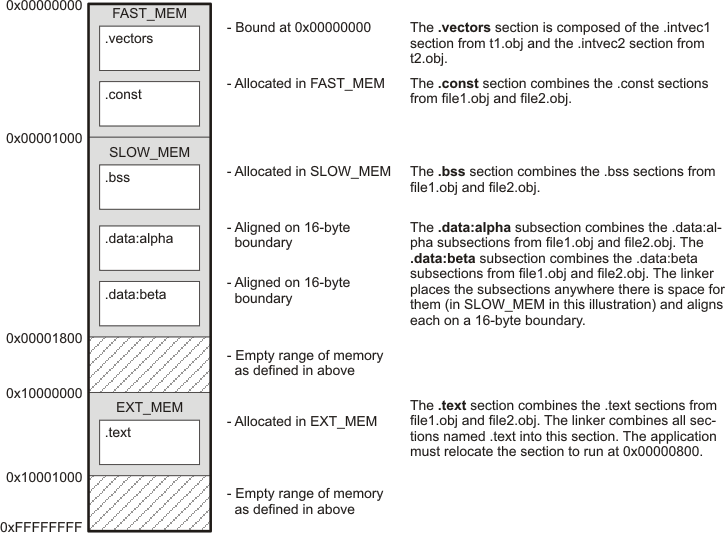 0x00000000
FAST_MEM
.vectors
- Bound at 0x00000000
The .vectors section is composed of the .intvec1
section from t1.obj and the .intvec2 section from
t2.obj.
.const
- Allocated in FAST_MEM
The .const section combines the .const sections
from file1.obj and file2.obj.
0x00001000
SLOW_MEM
.bss
- Allocated in SLOW_MEM
The .bss section combines the .bss sections from
file1.obj and file2.obj.
.data:alpha
- Aligned on 16-byte
boundary
The .data:alpha subsection combines the .data:al-
pha subsections from file1.obj and file2.obj. The
.data:beta subsection combines the .data:beta
subsections from file1.obj and file2.obj. The linker
places the subsections anywhere there is space for
them (in SLOW_MEM in this illustration) and aligns
each on a 16-byte boundary.
.data:beta
- Aligned on 16-byte
boundary
0x00001800
- Empty range of memory
as defined in above
0x10000000
EXT_MEM
.text
- Allocated in EXT_MEM
The .text section combines the .text sections from
file1.obj and file2.obj. The linker combines all sec-
tions named .text into this section. The application
must relocate the section to run at 0x00000800.
0x10001000
- Empty range of memory
as defined in above
0xFFFFFFFF